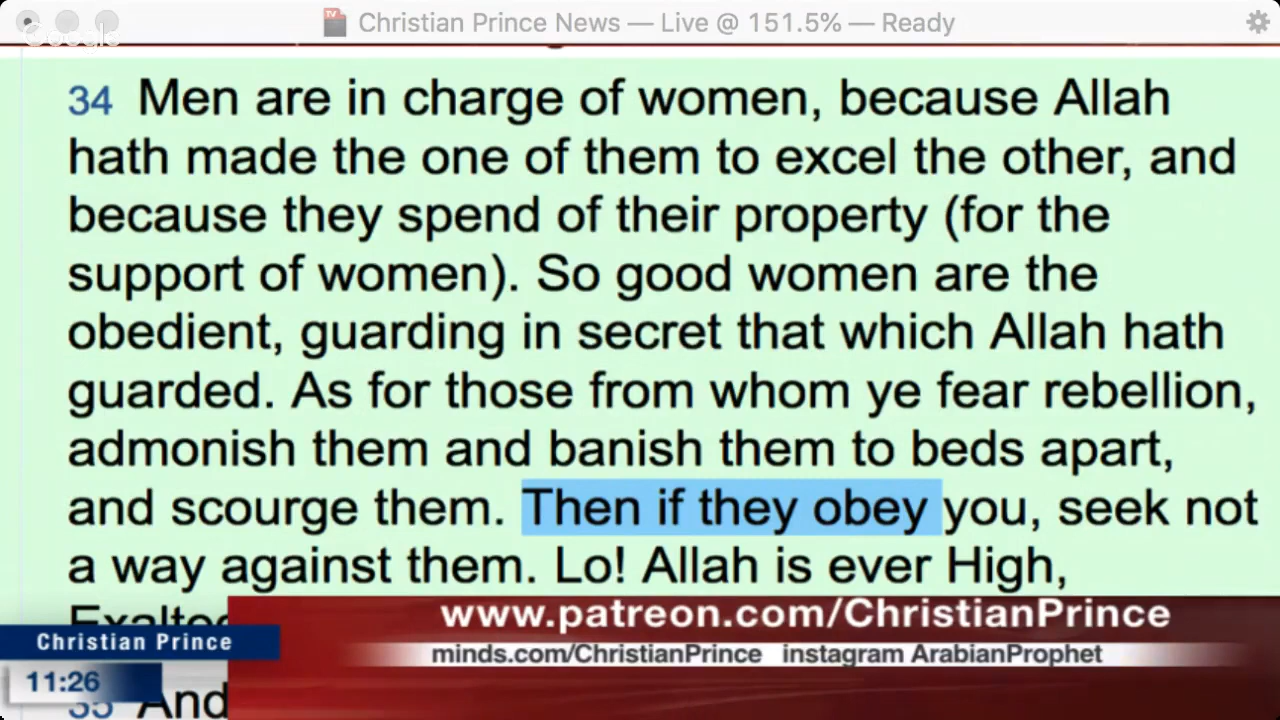 Christian Prince News — Live @ 151.5% — Ready
Google
34 Men are in charge of women, because Allah
hath made the one of them to excel the other, and
because they spend of their property (for the
support of women). So good women are the
obedient, guarding in secret that which Allah hath
guarded. As for those from whom ye fear rebellion,
admonish them and banish them to beds apart,
and scourge them. Then if they obey you, seek not
a way against them. Lo! Allah is ever High,
www.patreon.com/ChristianPrince
Christian Prince
minds.com/ChristianPrince instagram ArabianProphet
11:26
35 And